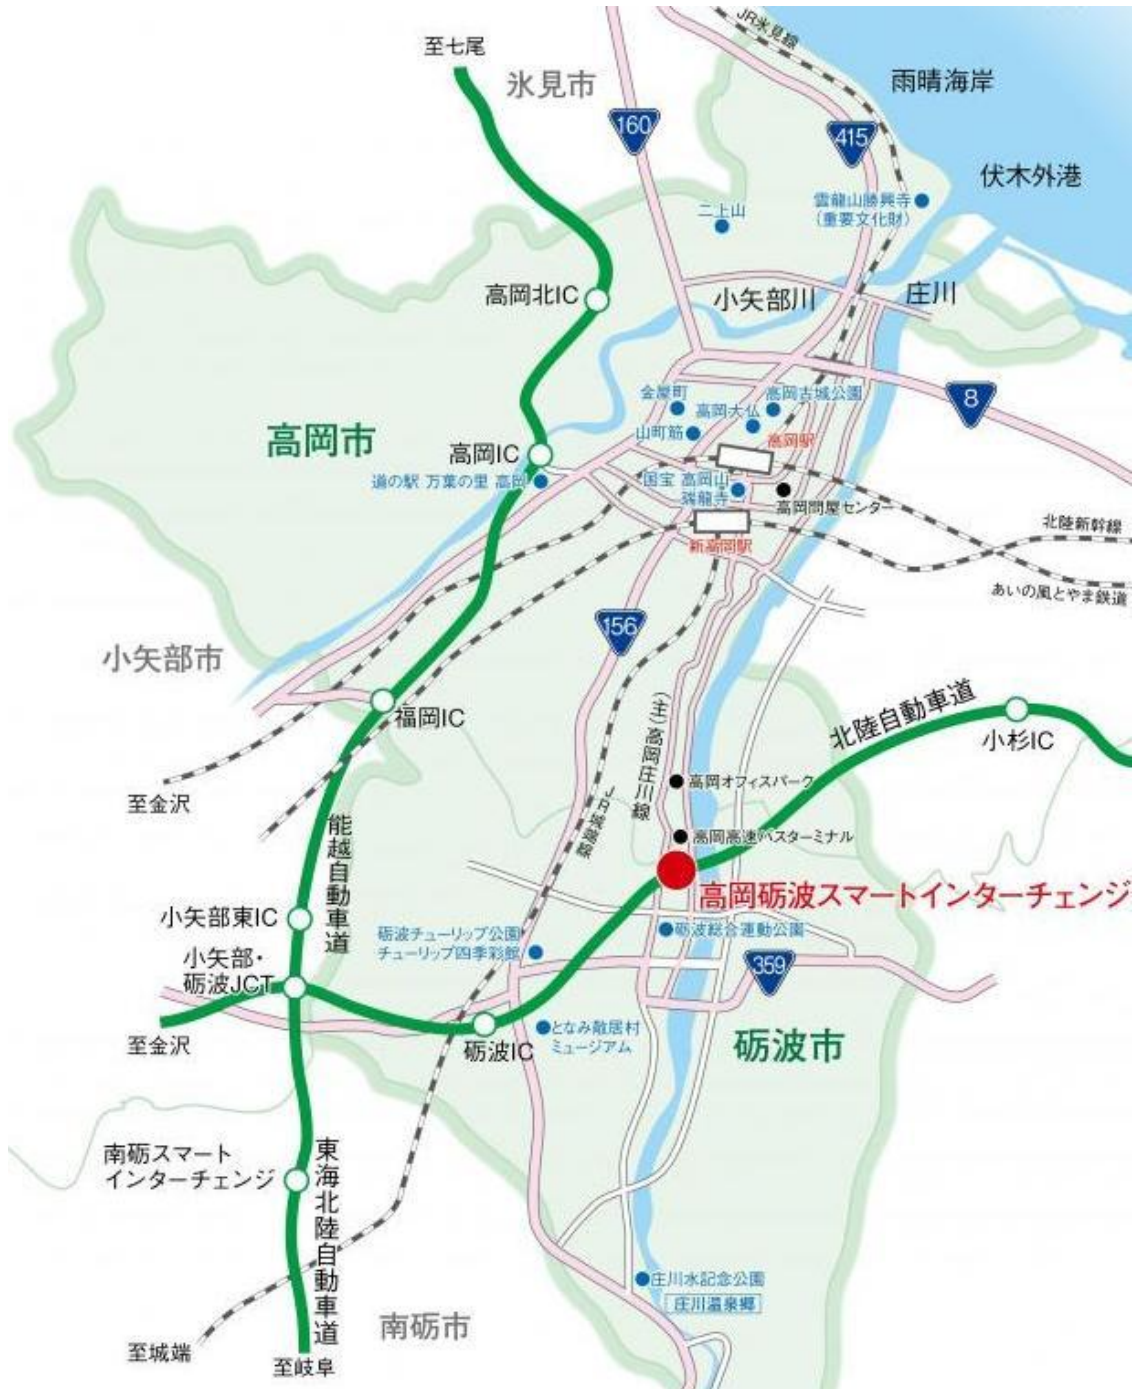 JR氷見線
至七尾
氷見市
雨晴海岸
160
415
伏木外港
二上山
雲龍山勝興寺
(重要文化財)
高岡北IC
小矢部川
庄川
8
金屋町
高岡古城公園
高岡大仏
高岡市
山町筋
高岡駅
高岡IC
道の駅 万葉の里 高岡
国宝 高岡山
瑞龍寺
高岡問屋センター
北陸新幹線
新高岡駅
あいの風とやま鉄道
156
小矢部市
福岡IC
(主)高岡庄川線
北陸自動車道
小杉IC
高岡オフィスパーク
至金沢
JR城端線
能越自動車道
高岡高速バスターミナル
高岡砺波スマートインターチェンジ
小矢部東IC
砺波チューリップ公園
チューリップ四季彩館
砺波総合運動公園
小矢部・
砺波JCT
359
至金沢
砺波IC
となみ散居村
ミュージアム
砺波市
南砺スマート
インターチェンジ
東海北陸自動車道
庄川水記念公園
庄川温泉郷
南砺市
至城端
至岐阜